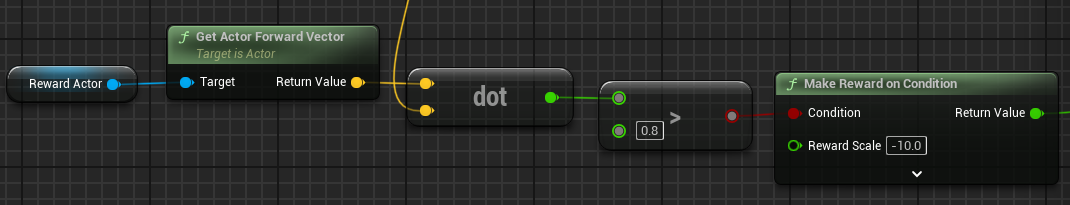 Reward Actor
f Get Actor Forward Vector
Target is Actor
Target Return Value
dot
>
0.8
f Make Reward on Condition
Condition Return Value
Reward Scale -10.0